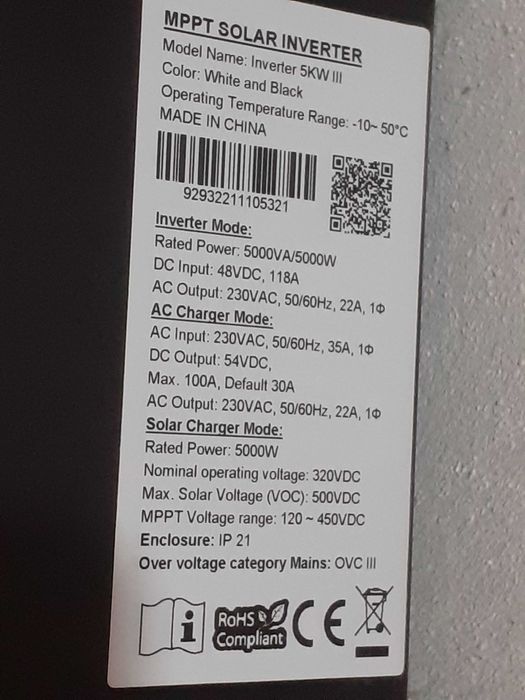 MPPT SOLAR INVERTER
Model Name: Inverter 5KW III
Color: White and Black
Operating Temperature Range: -10~ 50°C
MADE IN CHINA
92932211105321
Inverter Mode:
Rated Power: 5000VA/5000W
DC Input: 48VDC, 118A
AC Output: 230VAC, 50/60Hz, 22A, 1Φ
AC Charger Mode:
AC Input: 230VAC, 50/60Hz, 35A, 1Φ
DC Output: 54VDC,
Max. 100A, Default 30A
AC Output: 230VAC, 50/60Hz, 22A, 1Φ
Solar Charger Mode:
Rated Power: 5000W
Nominal operating voltage: 320VDC
Max. Solar Voltage (VOC): 500VDC
MPPT Voltage range: 120 ~ 450VDC
Enclosure: IP 21
Over voltage category Mains: OVC III
i
RoHS
Compliant
CE